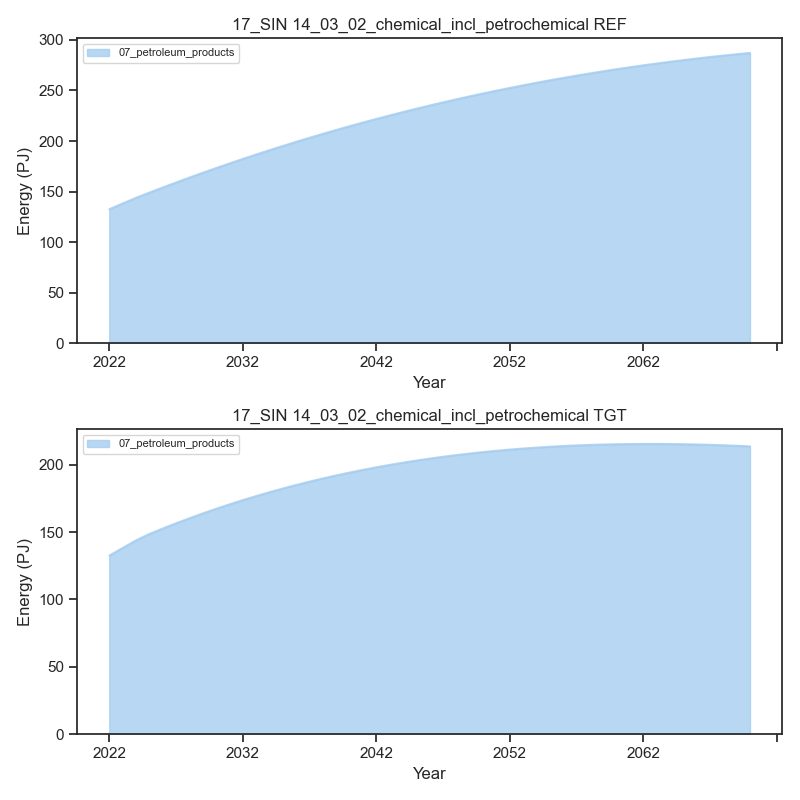 17_SIN 14_03_02_chemical_incl_petrochemical REF
07_petroleum_products
300
250
200
150
100
50
0
Energy (PJ)
2022 2032 2042 2052 2062
Year
17_SIN 14_03_02_chemical_incl_petrochemical TGT
07_petroleum_products
200
150
100
50
0
Energy (PJ)
2022 2032 2042 2052 2062
Year